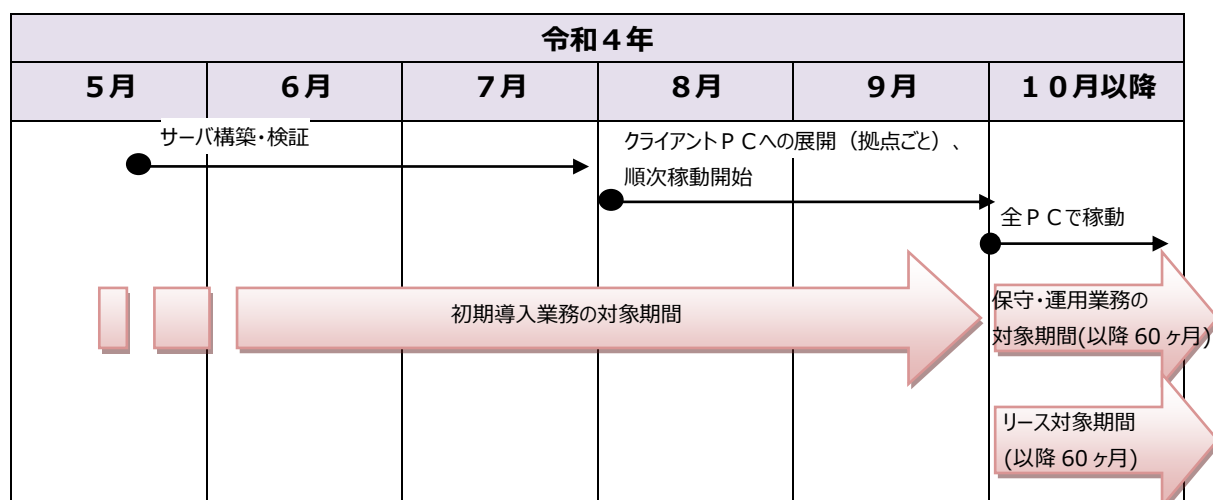 令和４年
５月 ６月 ７月 ８月 ９月 １０月以降
サーバ構築・検証
クライアントＰＣへの展開（拠点ごと）、
順次稼動開始
全ＰＣで稼動
初期導入業務の対象期間
保守・運用業務の
対象期間(以降 60 ヶ月)
リース対象期間
(以降 60 ヶ月)